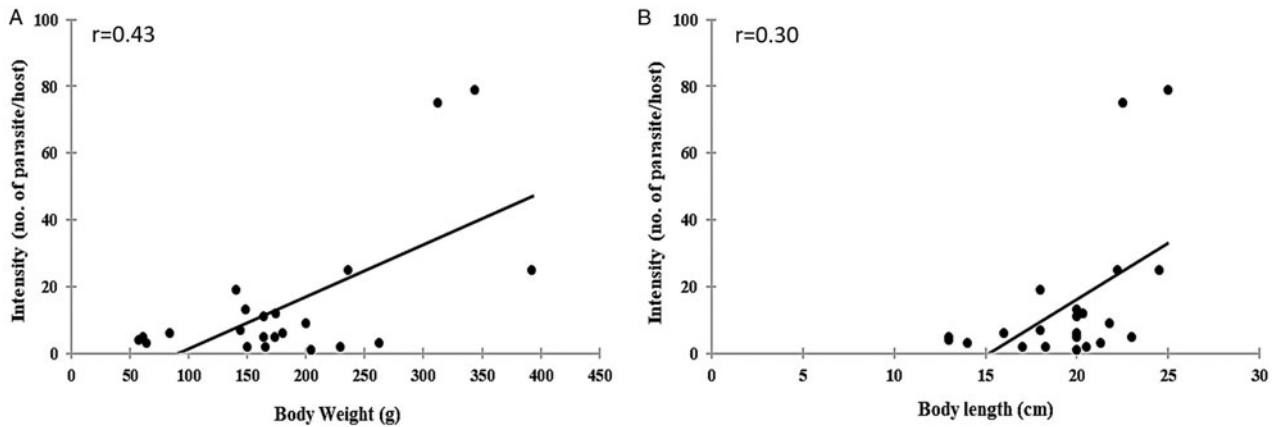 A
r=0.43
Intensity (no. of parasite/host)
100
80
60
40
20
0
0 50 100 150 200 250 300 350 400 450
Body Weight (g)
B
r=0.30
Intensity (no. of parasite/host)
100
80
60
40
20
0
0 5 10 15 20 25 30
Body length (cm)